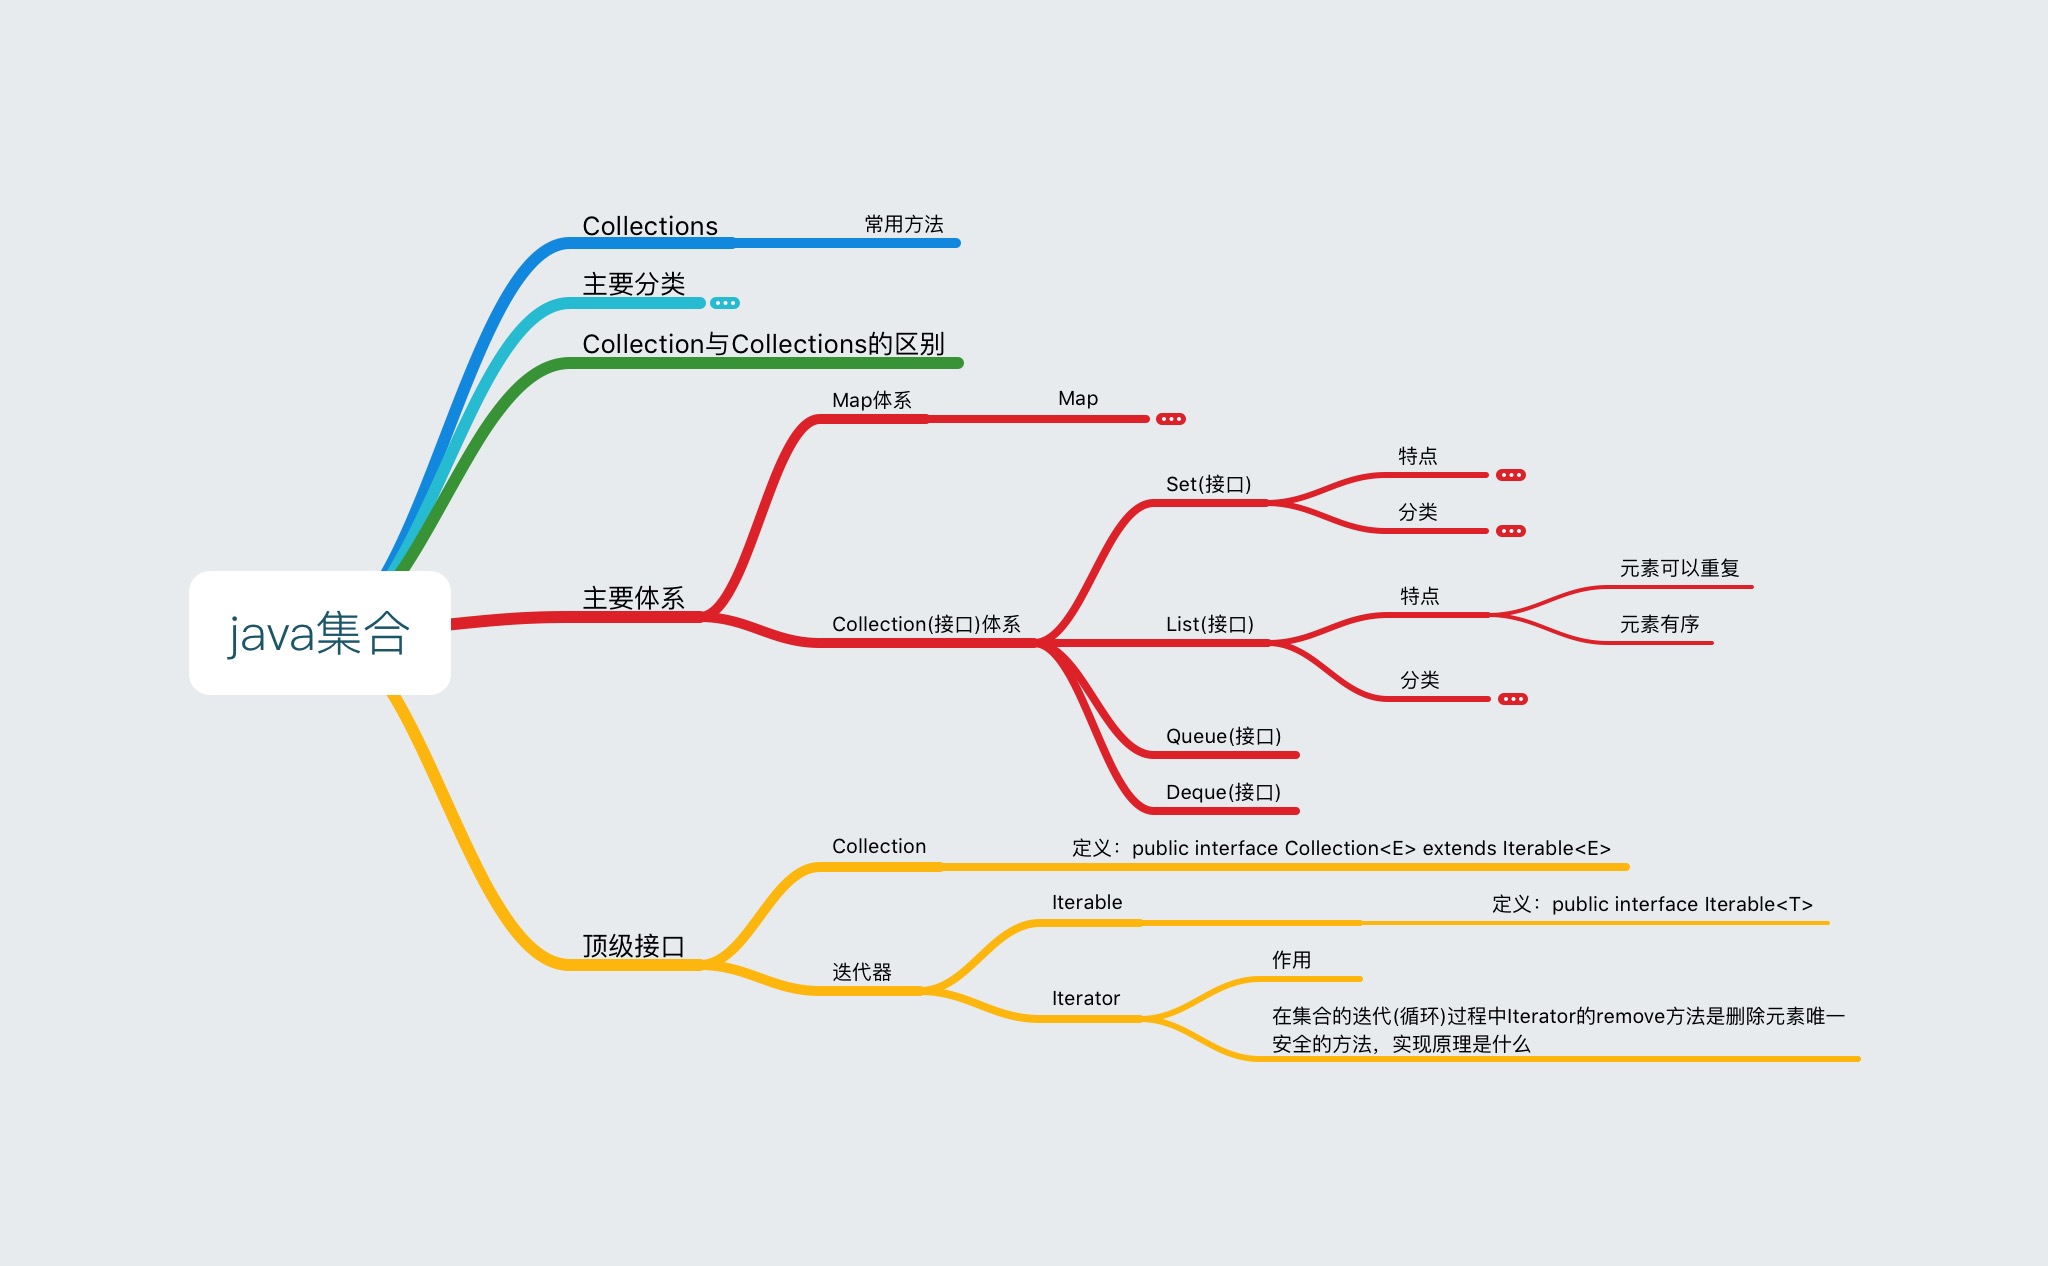 java集合
Collections
常用方法
主要分类
Collection与Collections的区别
主要体系
Map体系
Map
Collection(接口)体系
Set(接口)
特点
分类
List(接口)
特点
元素可以重复
元素有序
分类
Queue(接口)
Deque(接口)
顶级接口
Collection
定义：public interface Collection<E> extends Iterable<E>
迭代器
Iterable
定义：public interface Iterable<T>
Iterator
作用
在集合的迭代(循环)过程中Iterator的remove方法是删除元素唯一
安全的方法，实现原理是什么